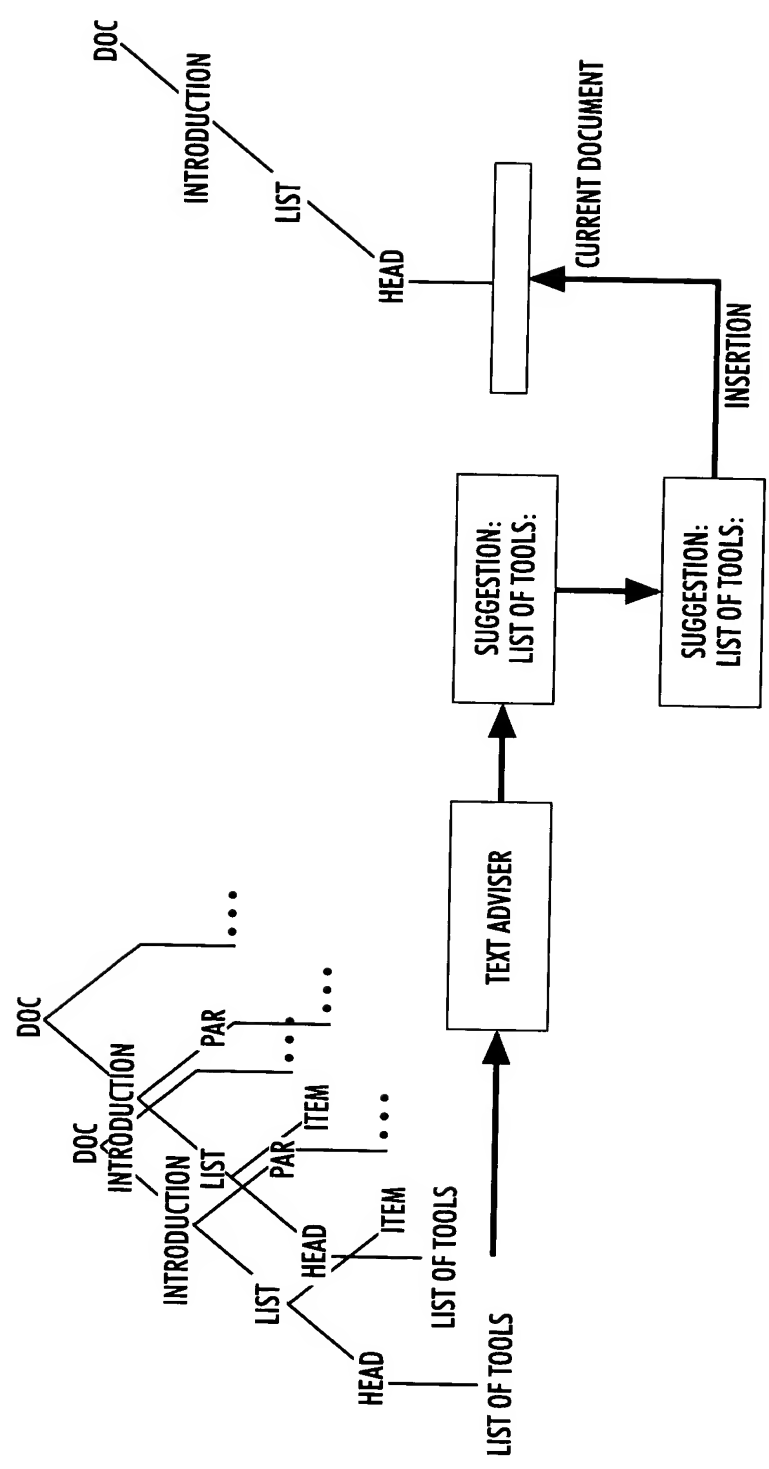 DOC
DOC
INTRODUCTION
INTRODUCTION
PAR
LIST
LIST
PAR
ITEM
HEAD
HEAD
ITEM
LIST OF TOOLS
LIST OF TOOLS
TEXT ADVISER
SUGGESTION:
LIST OF TOOLS:
SUGGESTION:
LIST OF TOOLS:
INSERTION
DOC
INTRODUCTION
LIST
HEAD
CURRENT DOCUMENT